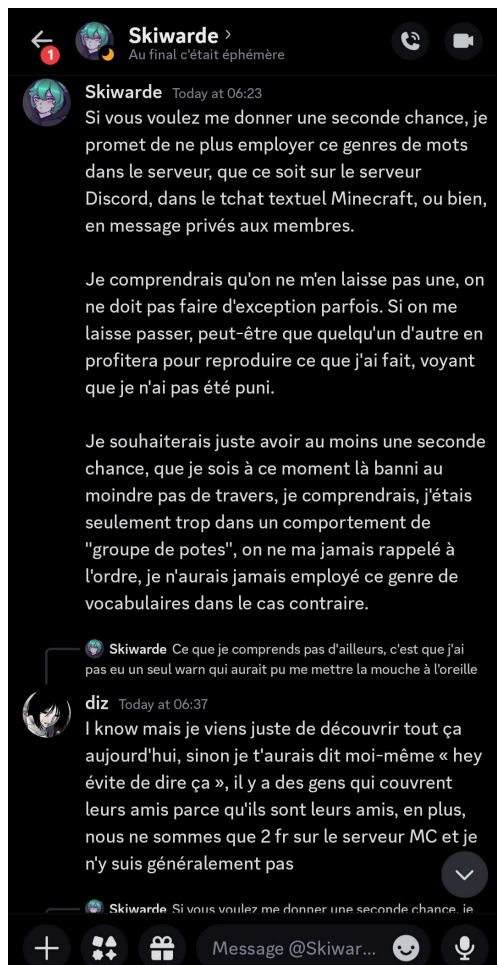 1
Skiwarde
Au final c'était éphémère
Skiwarde Today at 06:23
Si vous voulez me donner une seconde chance, je
promet de ne plus employer ce genres de mots
dans le serveur, que ce soit sur le serveur
Discord, dans le tchat textuel Minecraft, ou bien,
en message privés aux membres.
Je comprendrais qu'on ne m'en laisse pas une, on
ne doit pas faire d'exception parfois. Si on me
laisse passer, peut-être que quelqu'un d'autre en
profitera pour reproduire ce que j'ai fait, voyant
que je n'ai pas été puni.
Je souhaiterais juste avoir au moins une seconde
chance, que je sois à ce moment là banni au
moindre pas de travers, je comprendrais, j'étais
seulement trop dans un comportement de
"groupe de potes", on ne ma jamais rappelé à
l'ordre, je n'aurais jamais employé ce genre de
vocabulaires dans le cas contraire.
Skiwarde Ce que je comprends pas d'ailleurs, c'est que j'ai
pas eu un seul warn qui aurait pu me mettre la mouche à l'oreille
diz Today at 06:37
I know mais je viens juste de découvrir tout ça
aujourd'hui, sinon je t'aurais dit moi-même « hey
évite de dire ça », il y a des gens qui couvrent
leurs amis parce qu'ils sont leurs amis, en plus,
nous ne sommes que 2 fr sur le serveur MC et je
n'y suis généralement pas
Skiwarde Si vous voulez me donner une seconde chance, je
Message @Skiwar...